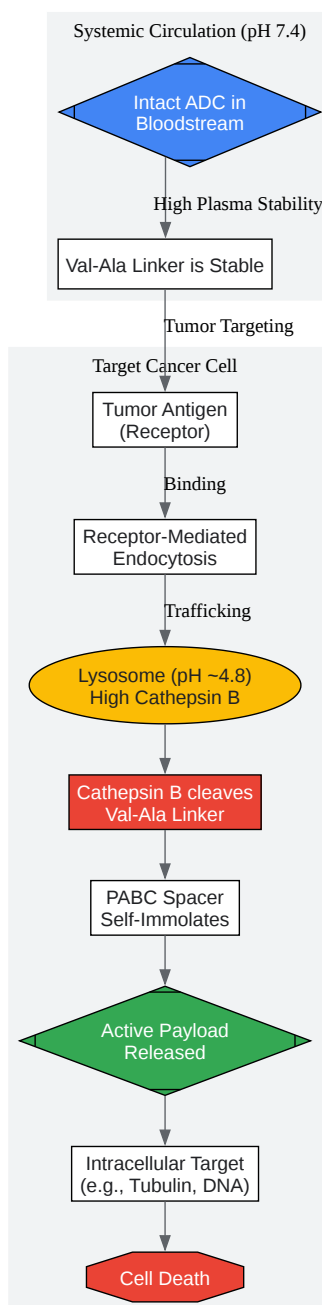 Systemic Circulation (pH 7.4)
Intact ADC in
Bloodstream
High Plasma Stability
Val-Ala Linker is Stable
Tumor Targeting
Target Cancer Cell
Tumor Antigen
(Receptor)
Binding
Receptor-Mediated
Endocytosis
Trafficking
Lysosome (pH ~4.8)
High Cathepsin B
Cathepsin B cleaves
Val-Ala Linker
PABC Spacer
Self-Immolates
Active Payload
Released
Intracellular Target
(e.g., Tubulin, DNA)
Cell Death